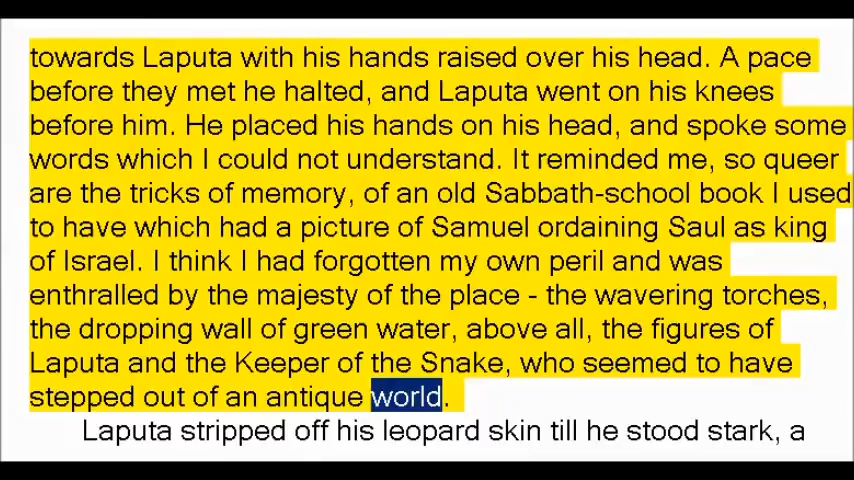 towards Laputa with his hands raised over his head. A pace
before they met he halted, and Laputa went on his knees
before him. He placed his hands on his head, and spoke some
words which I could not understand. It reminded me, so queer
are the tricks of memory, of an old Sabbath-school book I used
to have which had a picture of Samuel ordaining Saul as king
of Israel. I think I had forgotten my own peril and was
enthralled by the majesty of the place - the wavering torches,
the dropping wall of green water, above all, the figures of
Laputa and the Keeper of the Snake, who seemed to have
stepped out of an antique world.
Laputa stripped off his leopard skin till he stood stark, a